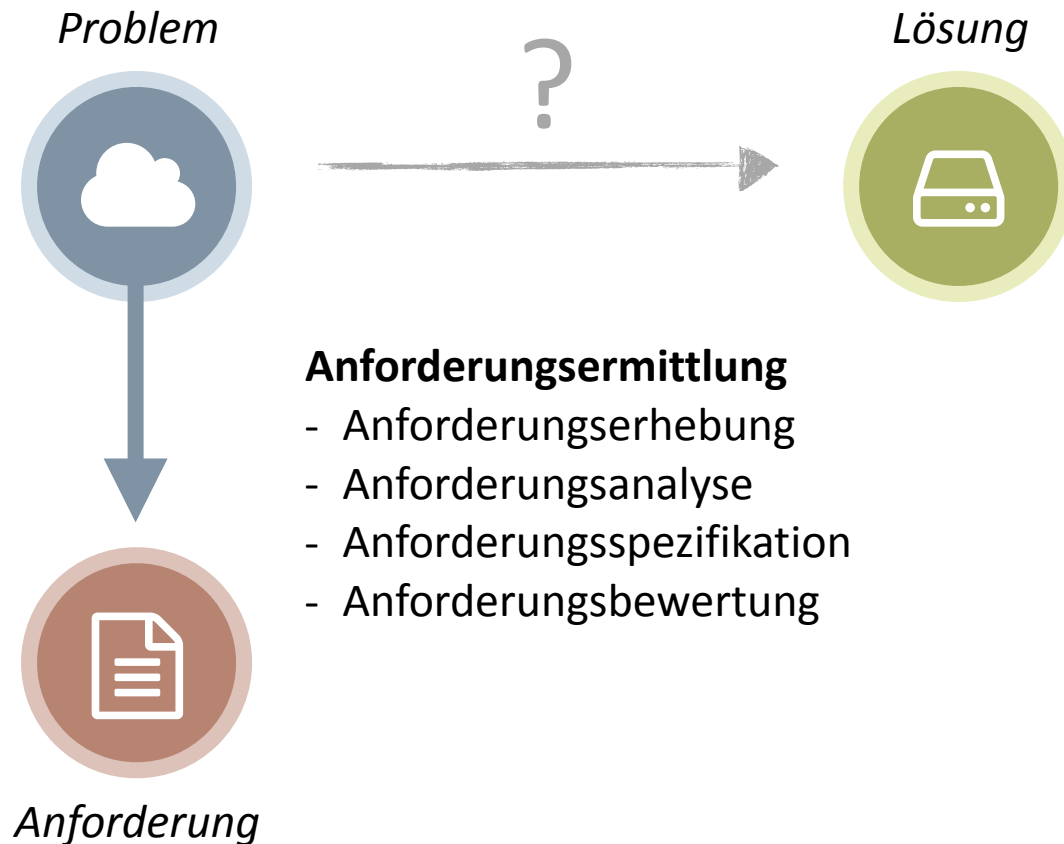 Problem
?
Lösung
Anforderungsermittlung
- Anforderungserhebung
- Anforderungsanalyse
- Anforderungsspezifikation
- Anforderungsbewertung
Anforderung